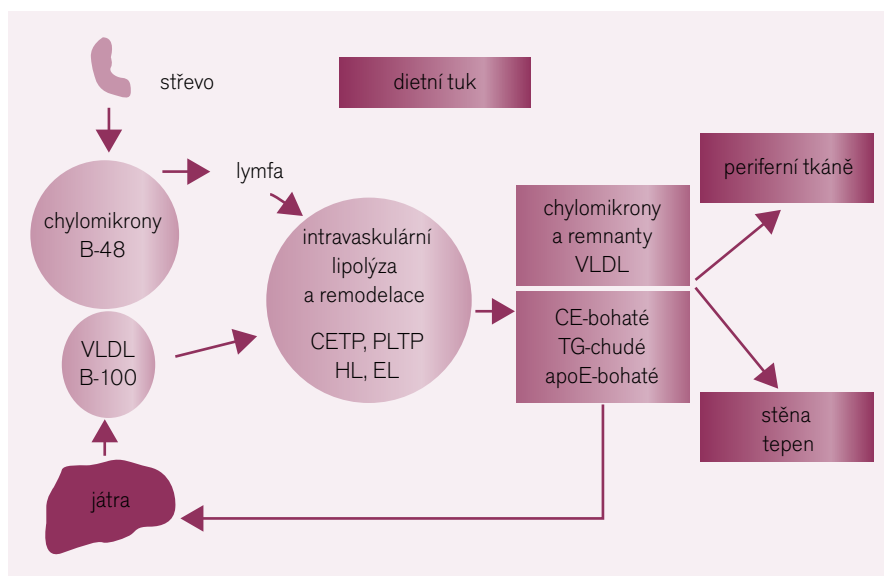 střevo
dietní tuk
lymfa
periferní tkáně
chylomikrony
B-48
intravaskulární
lipolýza
a remodelace
CETP, PLTP
HL, EL
chylomikrony
a remnanty
VLDL
CE-bohaté
TG-chudé
apoE-bohaté
VLDL
B-100
stěna
tepen
játra